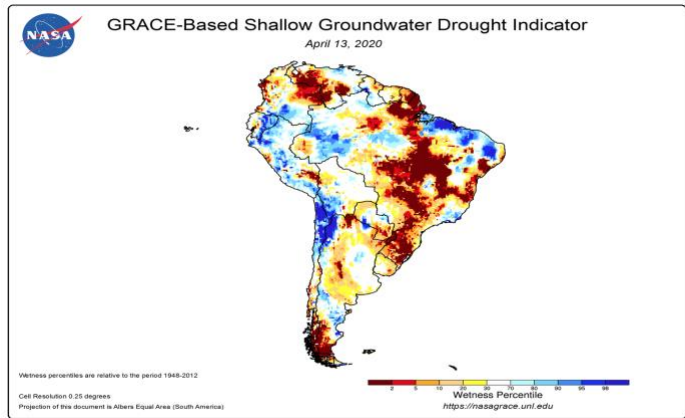 NASA
GRACE-Based Shallow Groundwater Drought Indicator
April 13, 2020
Wetness percentiles are relative to the period 1948-2012
Cell Resolution 0.25 degrees
Projection of this document is Albers Equal Area (South America)
2 5 10 20 30 70 80 90 95 98
Wetness Percentile
https://nasagrace.unl.edu